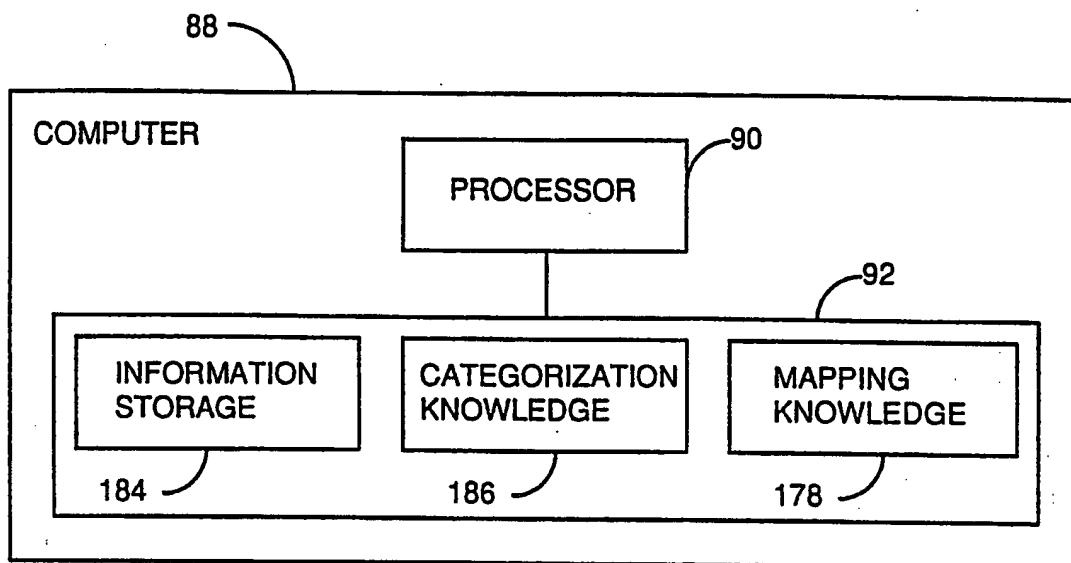 88
COMPUTER
90
PROCESSOR
92
INFORMATION
STORAGE
CATEGORIZATION
KNOWLEDGE
MAPPING
KNOWLEDGE
184
186
178